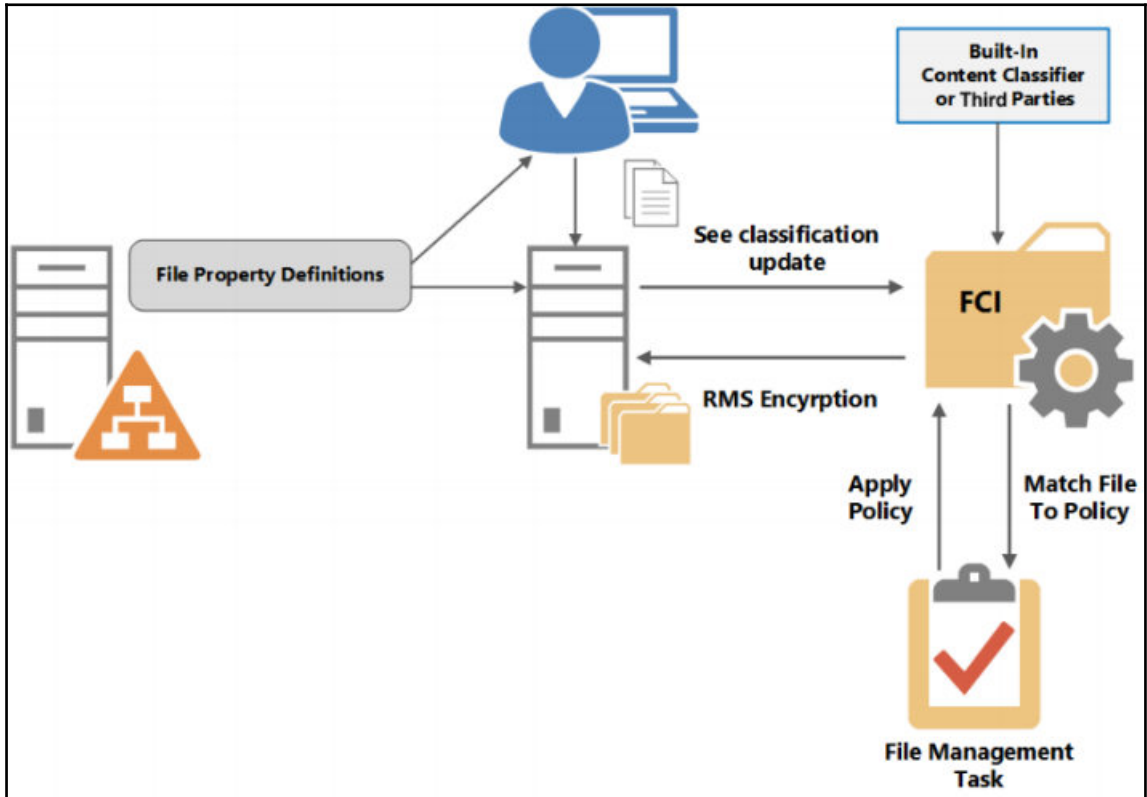 Built-In
Content Classifier
or Third Parties
File Property Definitions
See classification
update
FCI
RMS Encyrption
Apply
Policy
Match File
To Policy
File Management
Task